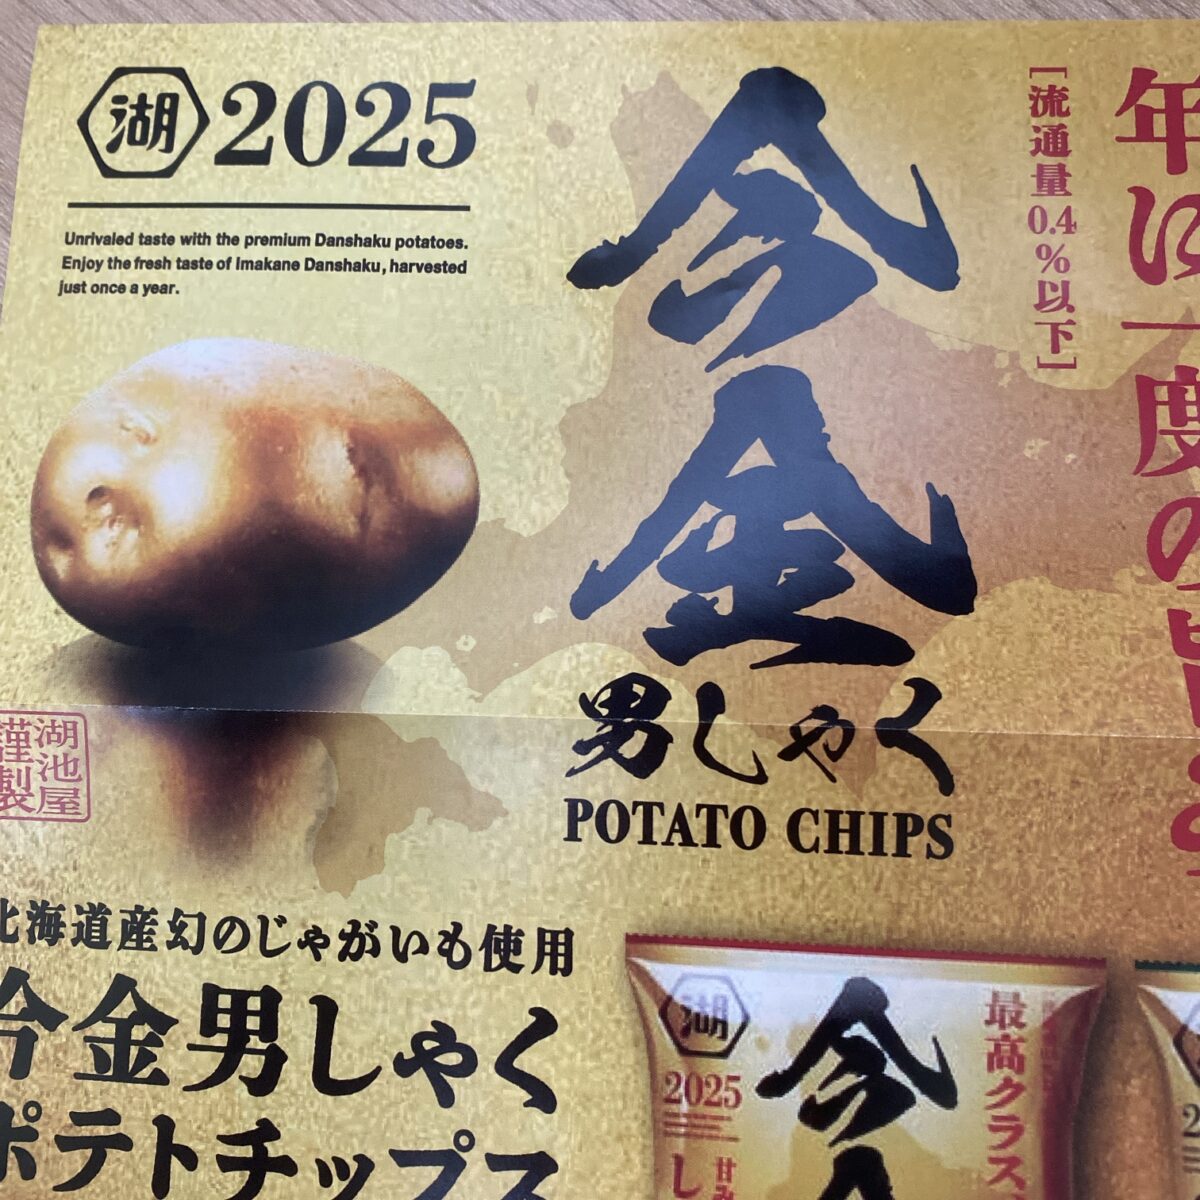 湖 2025
Unrivaled taste with the premium Danshaku potatoes.
Enjoy the fresh taste of Imakane Danshaku, harvested
just once a year.
今金
男しゃく
POTATO CHIPS
[流通量0.4%以下]
年に一度の
湖池屋
謹製
北海道産幻のじゃがいも使用
今金男しゃく
ポテトチップス
湖
2025
今
最高クラス
甘み
し